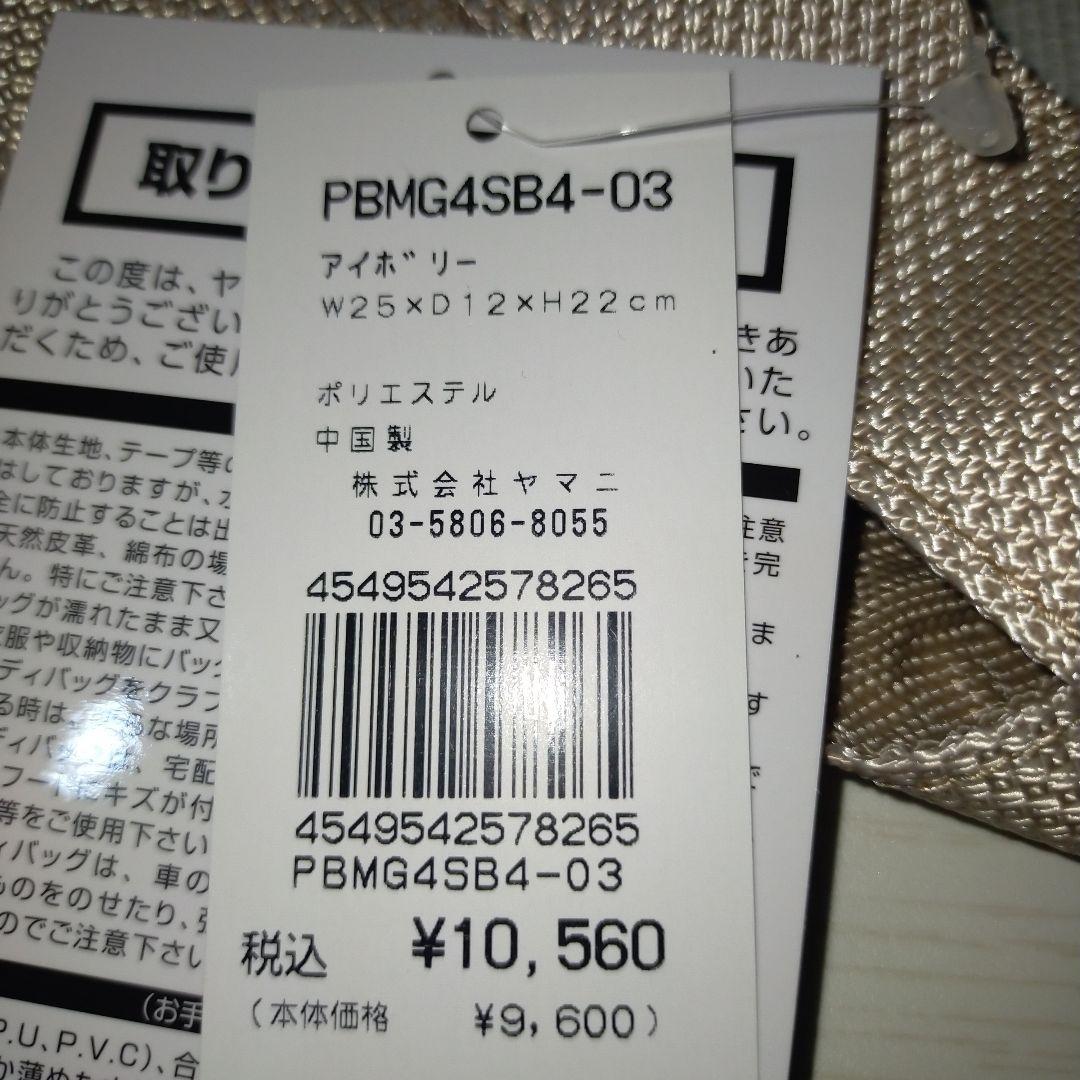 PBMG4SB4-03
アイボリー
W25×D12×H22cm
ポリエステル
中国製
株式会社ヤマニ
03-5806-8055
4549542578265
4549542578265
PBMG4SB4-03
税込 ¥10,560
(本体価格 ¥9,600)
取り
この度は、ヤ
りがとうござい
だくため、ご使
きあ
いた
さい。
本体生地、テープ等の
はしておりますが、水
全に防止することは出
天然皮革、綿布の場
ん。特にご注意下さ
ッグが濡れたまま又
衣服や収納物にバッグ
ディバッグをクラブ
る時は、
な場所
ディバ
、宅配
フー
キズが付
等をご使用下さい
ィバッグは、車の
ものをのせたり、強
のでご注意下さい
注意
完
ま
す
(お手
P.U、P.V.C)、合